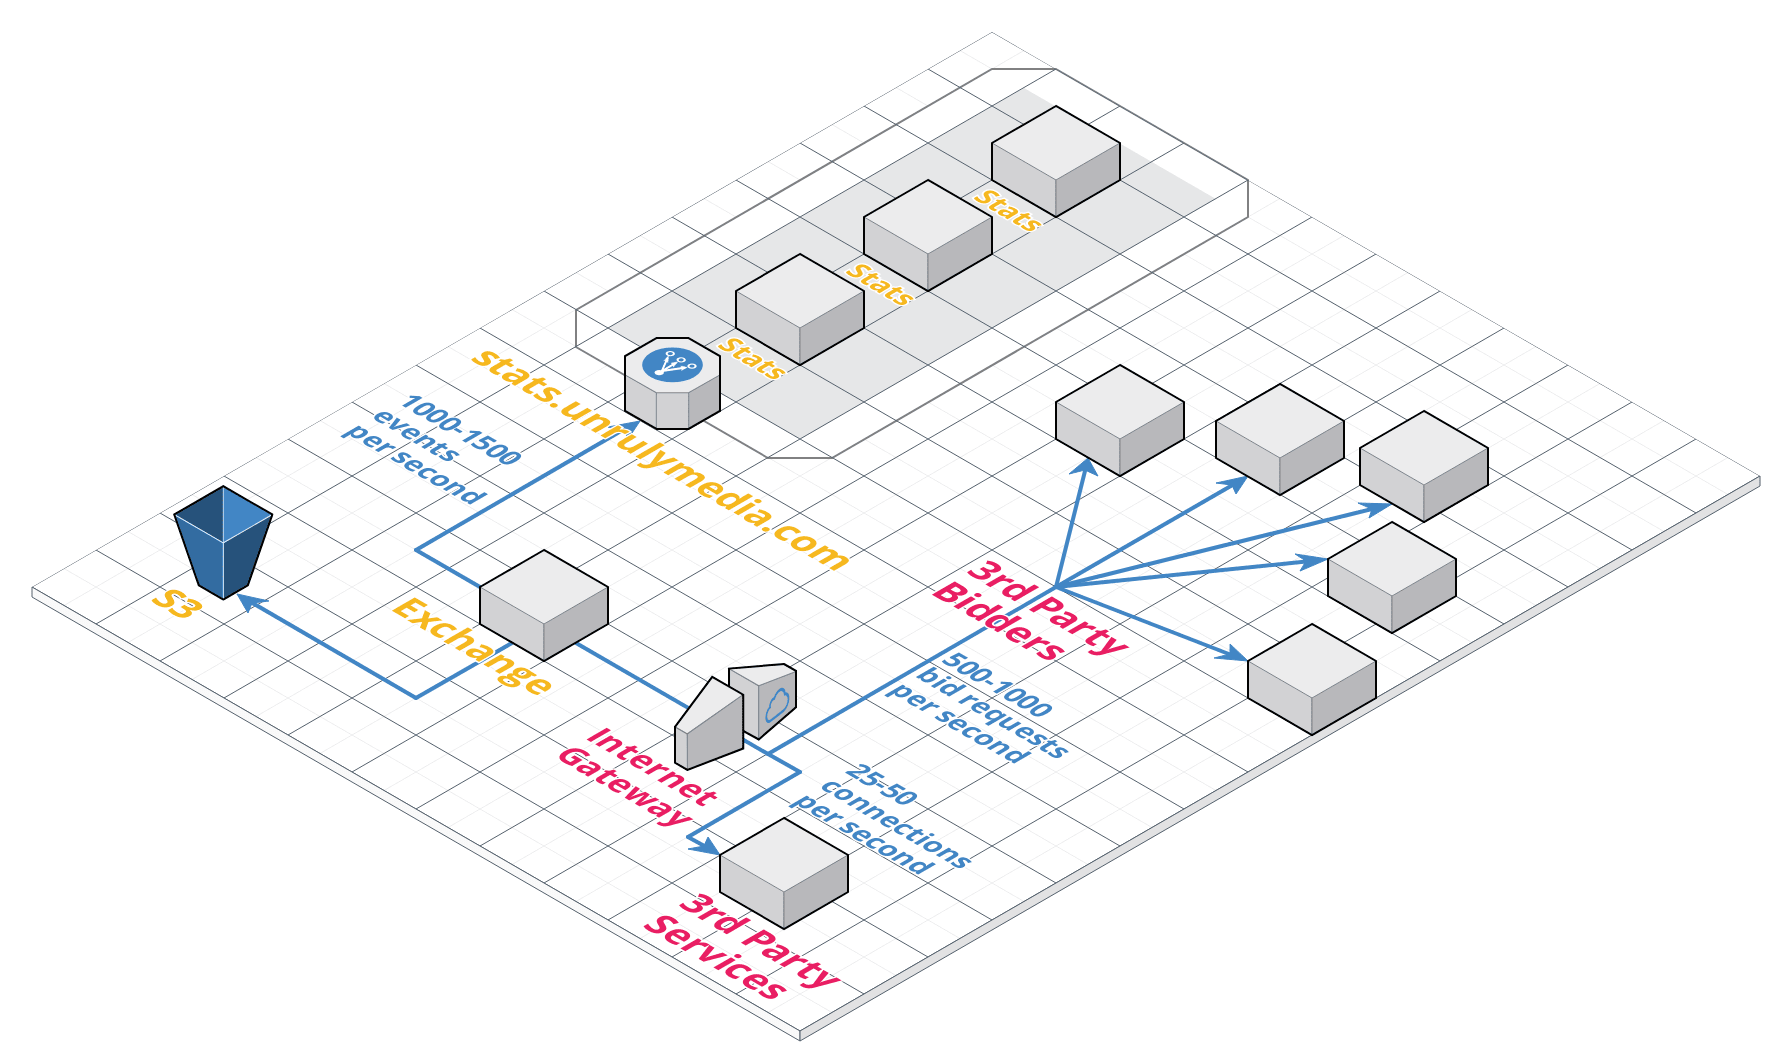 Stats
Stats
Stats
stats.unrulymedia.com
1000-1500
events
per second
S3
Exchange
3rd Party
Bidders
500-1000
bid requests
per second
Internet
Gateway
25-50
connections
per second
3rd Party
Services